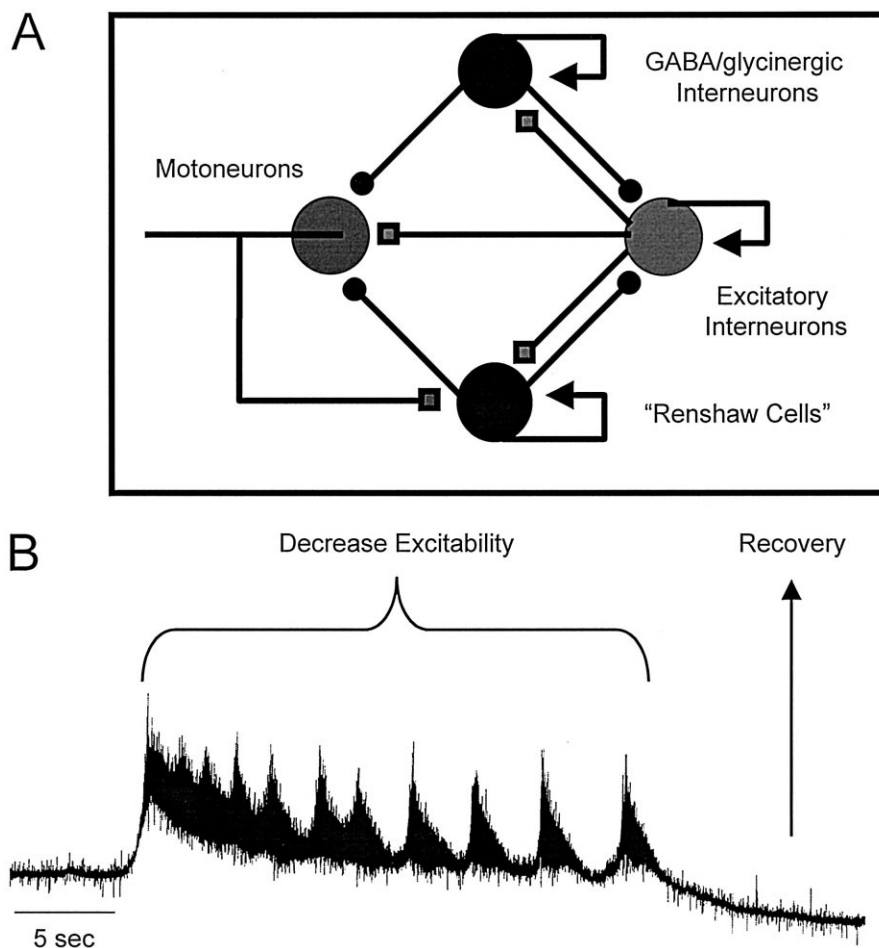 A
GABA/glycinergic
Interneurons
Motoneurons
Excitatory
Interneurons
“Renshaw Cells”
B
Decrease Excitability
Recovery
5 sec